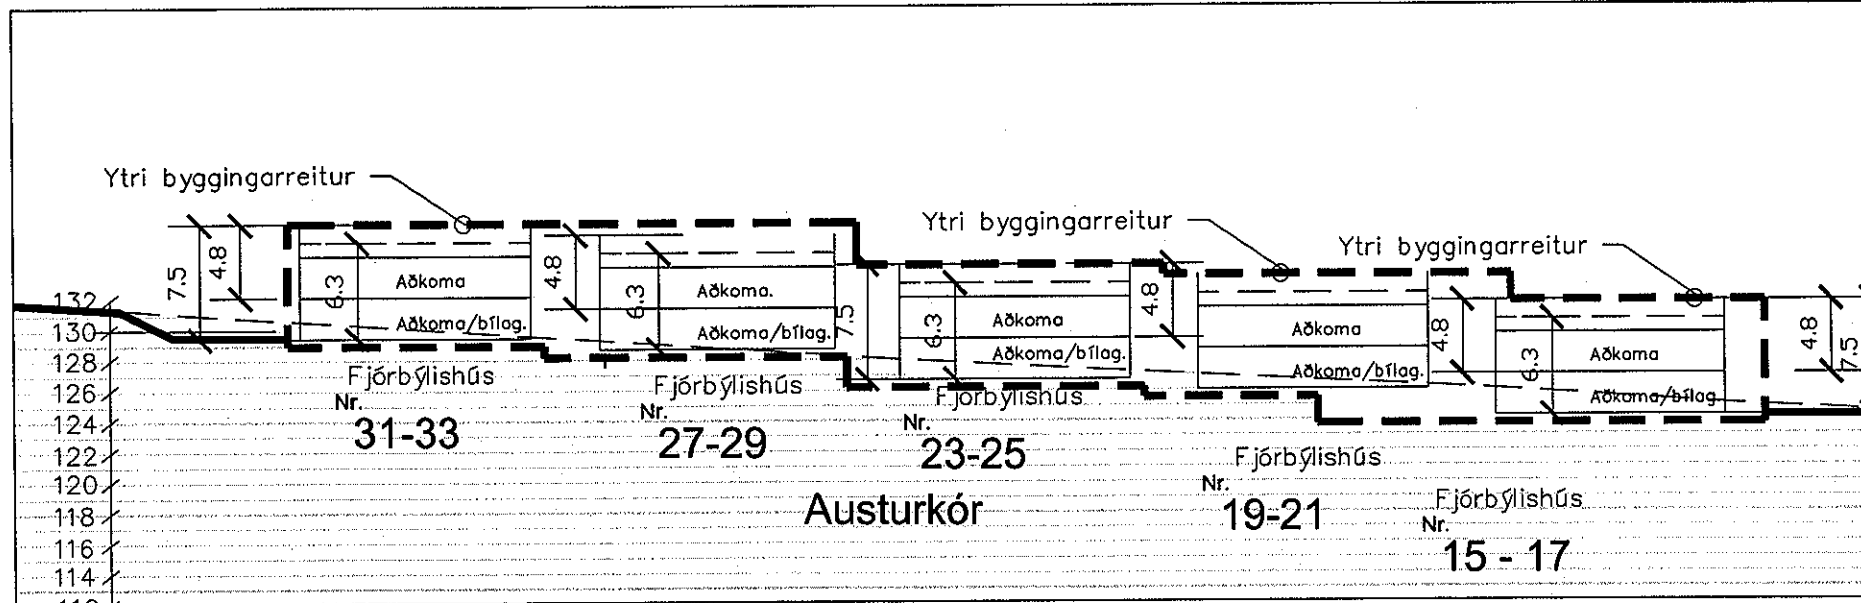 Ytri byggingarreitur
Ytri byggingarreitur
Ytri byggingarreitur
7.5
4.8
6.3
Aðkoma
Aðkoma/bílag.
4.8
6.3
Aðkoma.
Aðkoma/bílag.
7.5
6.3
Aðkoma
Aðkoma/bílag.
4.8
Aðkoma
Aðkoma/bílag.
4.8
6.3
Aðkoma
Aðkoma/bílag
4.8
7.5
132
130
128
126
124
122
120
118
116
114
Fjórbýlishús
Nr.
31-33
Fjórbýlishús
Nr.
27-29
Fjórbýlishús
Nr.
23-25
Fjórbýlishús
Nr.
19-21
Fjórbýlishús
Nr.
15 - 17
Austurkór